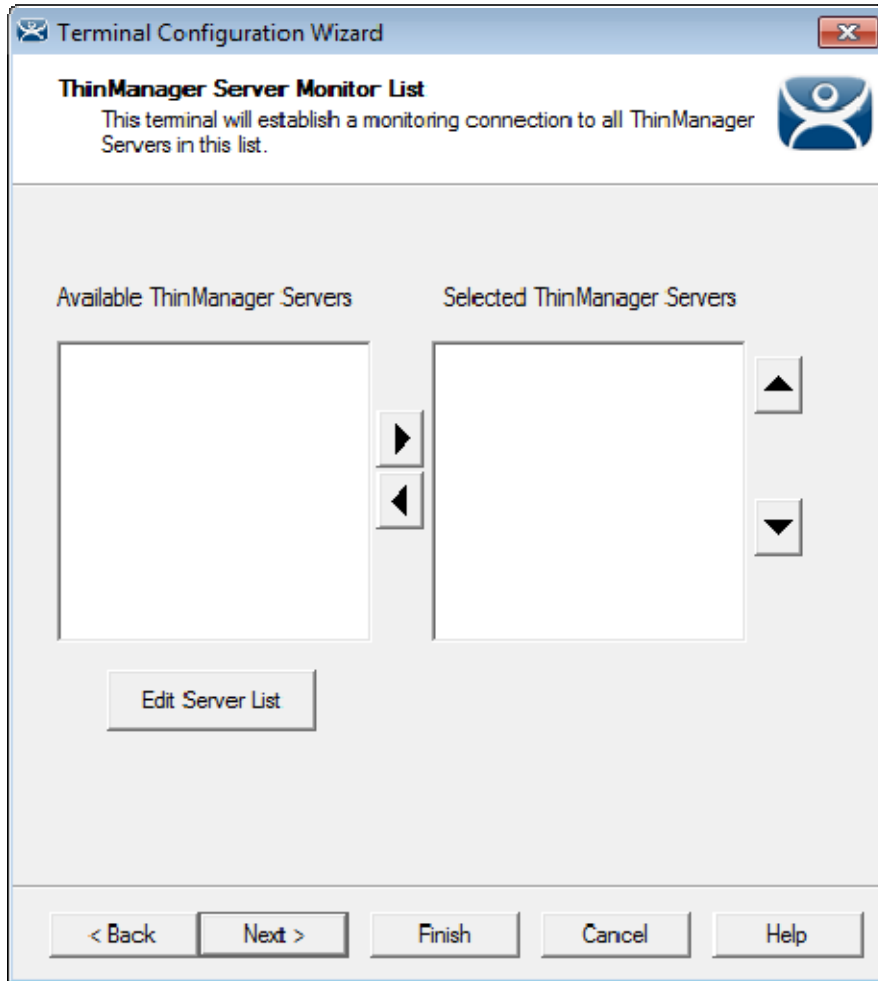 Terminal Configuration Wizard
ThinManager Server Monitor List
This terminal will establish a monitoring connection to all ThinManager
Servers in this list.
Available ThinManager Servers
Selected ThinManager Servers
Edit Server List
< Back
Next >
Finish
Cancel
Help